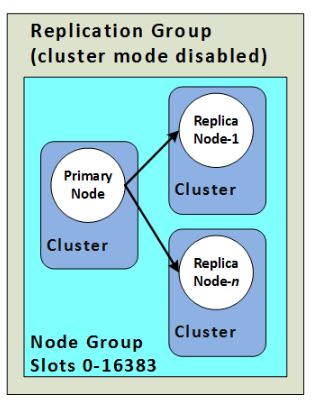 Replication Group
(cluster mode disabled)
Replica
Node-1
Cluster
Primary
Node
Cluster
Replica
Node-n
Cluster
Node Group
Slots 0-16383